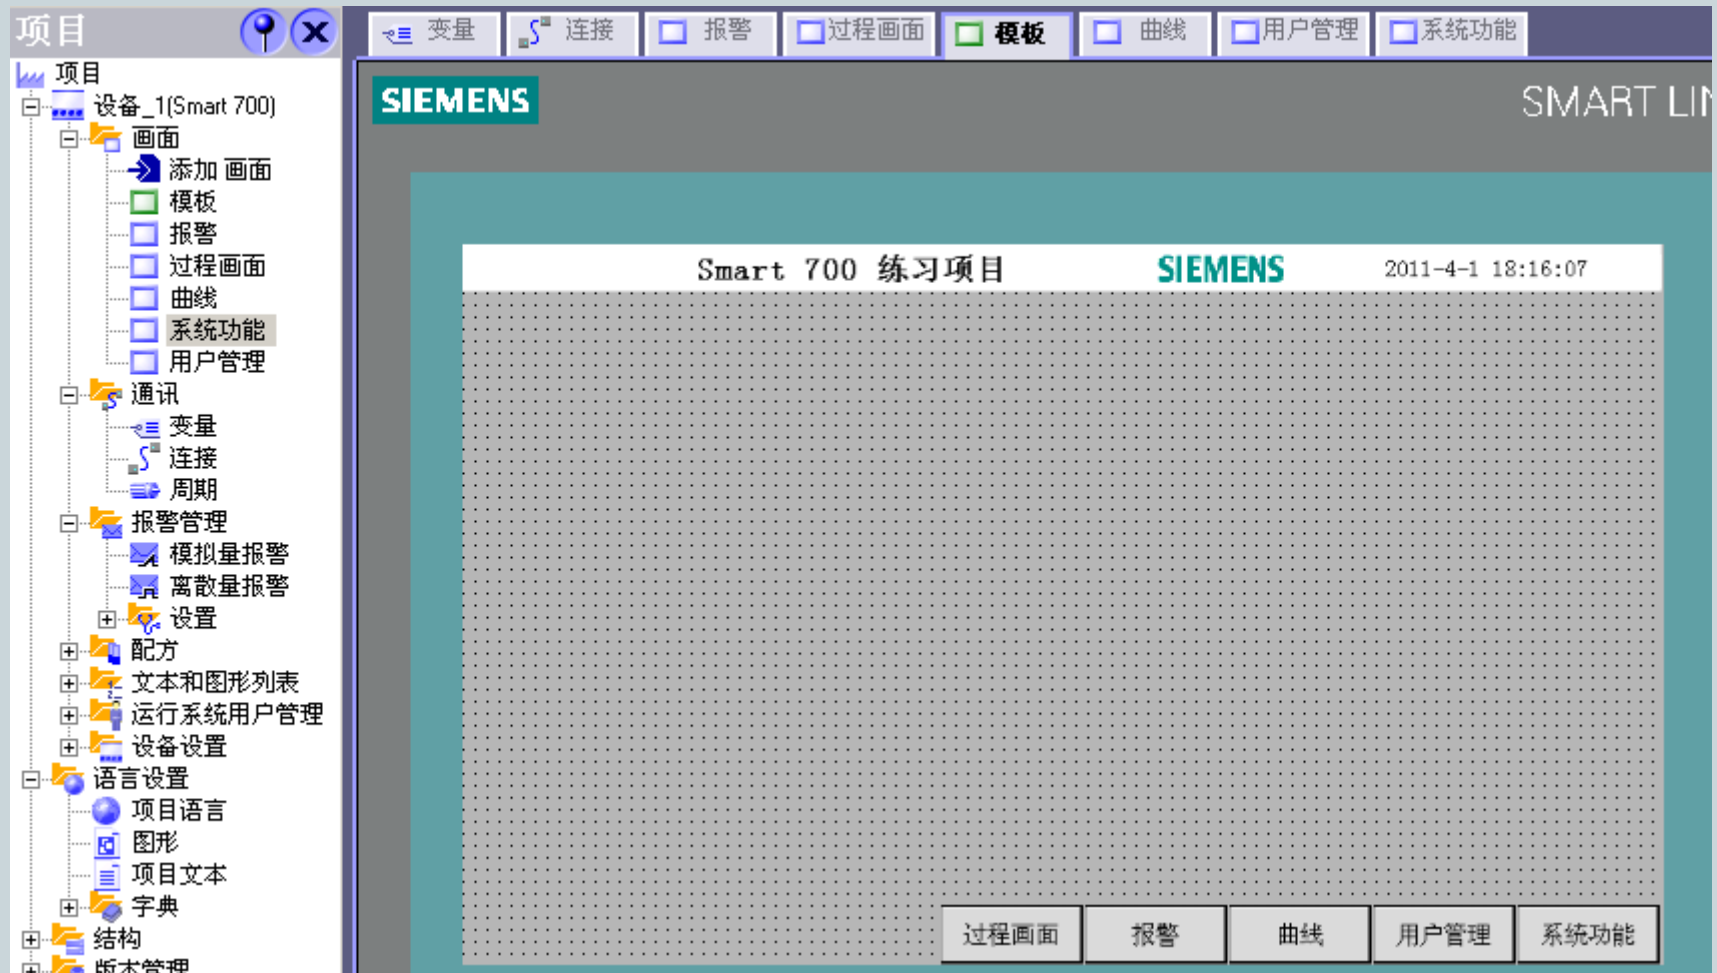 项目
变量
连接
报警
过程画面
模板
曲线
用户管理
系统功能
项目
设备_1(Smart 700)
画面
添加 画面
模板
报警
过程画面
曲线
系统功能
用户管理
通讯
变量
连接
周期
报警管理
模拟量报警
离散量报警
设置
配方
文本和图形列表
运行系统用户管理
设备设置
语言设置
项目语言
图形
项目文本
字典
结构
版本管理
SIEMENS
SMART LIN
Smart 700 练习项目
SIEMENS
2011-4-1 18:16:07
过程画面
报警
曲线
用户管理
系统功能